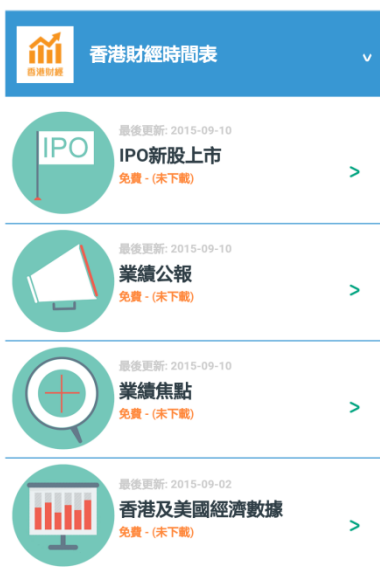 香港財經
香港財經時間表
最後更新: 2015-09-10
IPO
IPO新股上市
免費 - (未下載)
最後更新: 2015-09-10
業績公報
免費 - (未下載)
最後更新: 2015-09-10
業績焦點
免費 - (未下載)
最後更新: 2015-09-02
香港及美國經濟數據
免費 - (未下載)